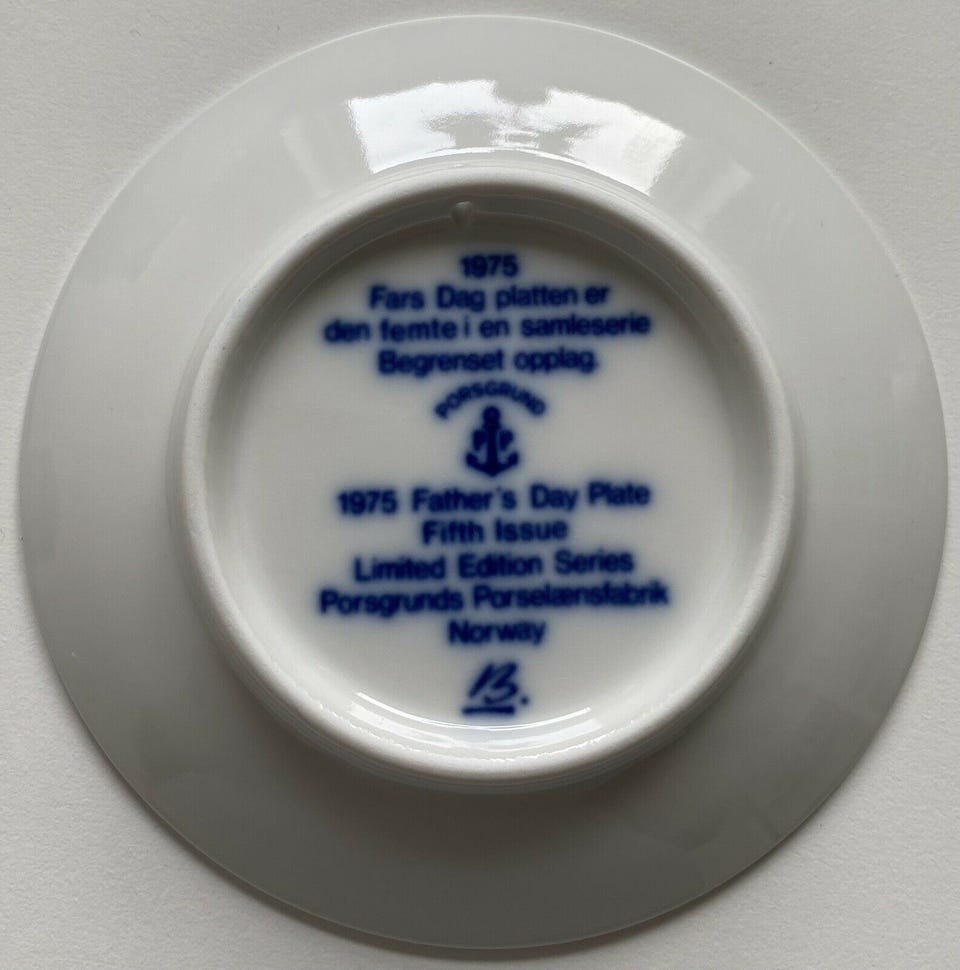 1975
Fars Dag platten er
den femte i en samleserie
Begrenset opplag.
PORSGRUND
PP
1975 Father's Day Plate
Fifth Issue
Limited Edition Series
Porsgrunds Porselænsfabrik
Norway